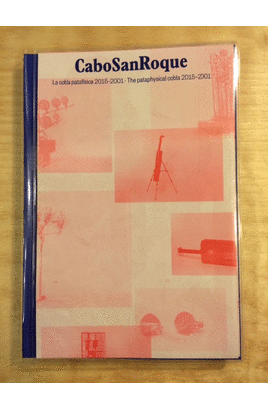 CaboSanRoque
La cobla patafísica 2015–2001 · The pataphysical cobla 2015–2001